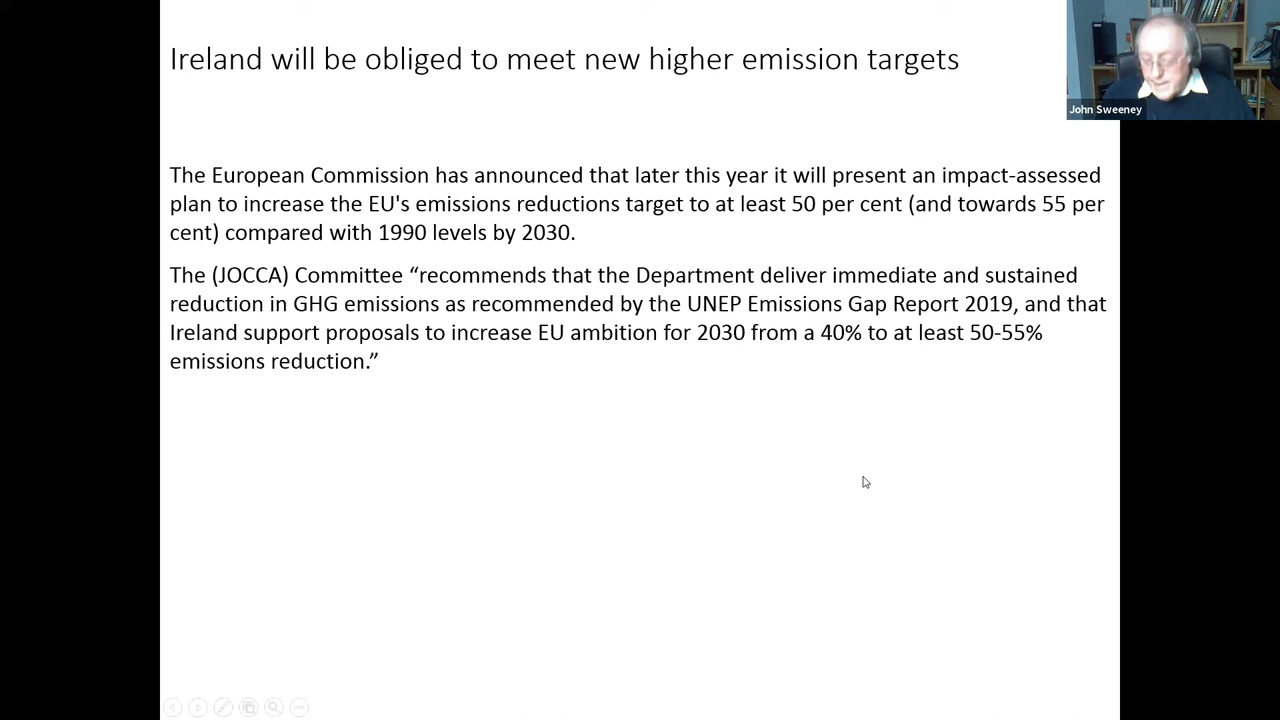 Ireland will be obliged to meet new higher emission targets
John Sweeney
The European Commission has announced that later this year it will present an impact-assessed
plan to increase the EU's emissions reductions target to at least 50 per cent (and towards 55 per
cent) compared with 1990 levels by 2030.
The (JOCCA) Committee “recommends that the Department deliver immediate and sustained
reduction in GHG emissions as recommended by the UNEP Emissions Gap Report 2019, and that
Ireland support proposals to increase EU ambition for 2030 from a 40% to at least 50-55%
emissions reduction.”